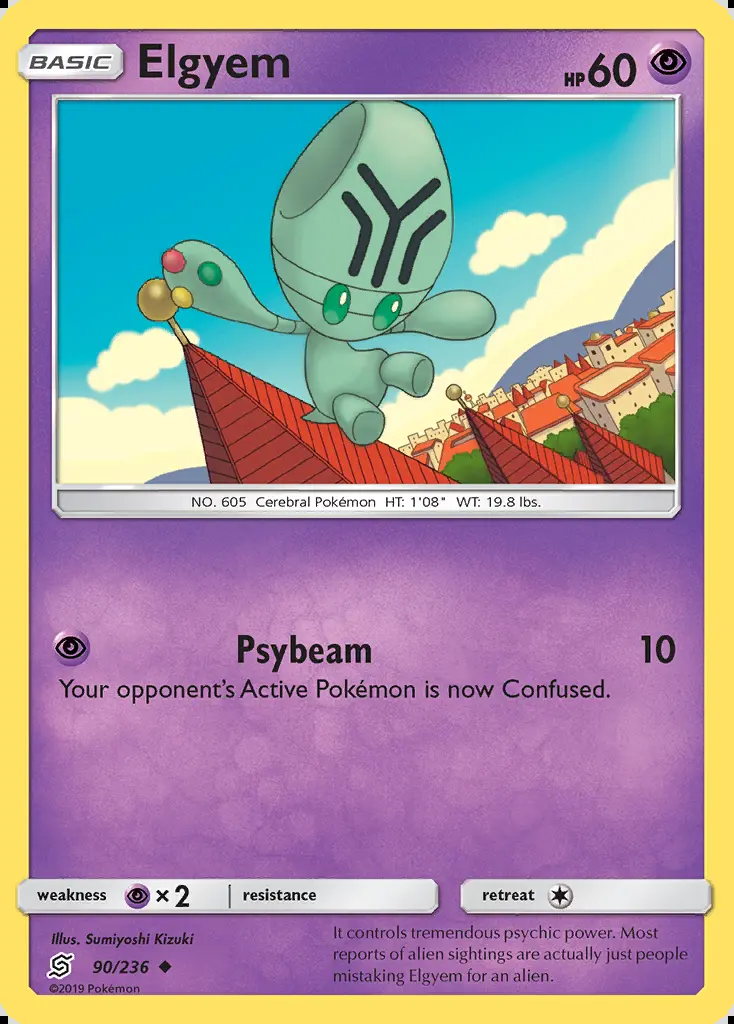 BASIC Elgyem HP60
NO. 605 Cerebral Pokémon HT: 1'08" WT: 19.8 lbs.
Psybeam 10
Your opponent's Active Pokémon is now Confused.
weakness ×2 resistance retreat
Illus. Sumiyoshi Kizuki
90/236
©2019 Pokémon
It controls tremendous psychic power. Most
reports of alien sightings are actually just people
mistaking Elgyem for an alien.